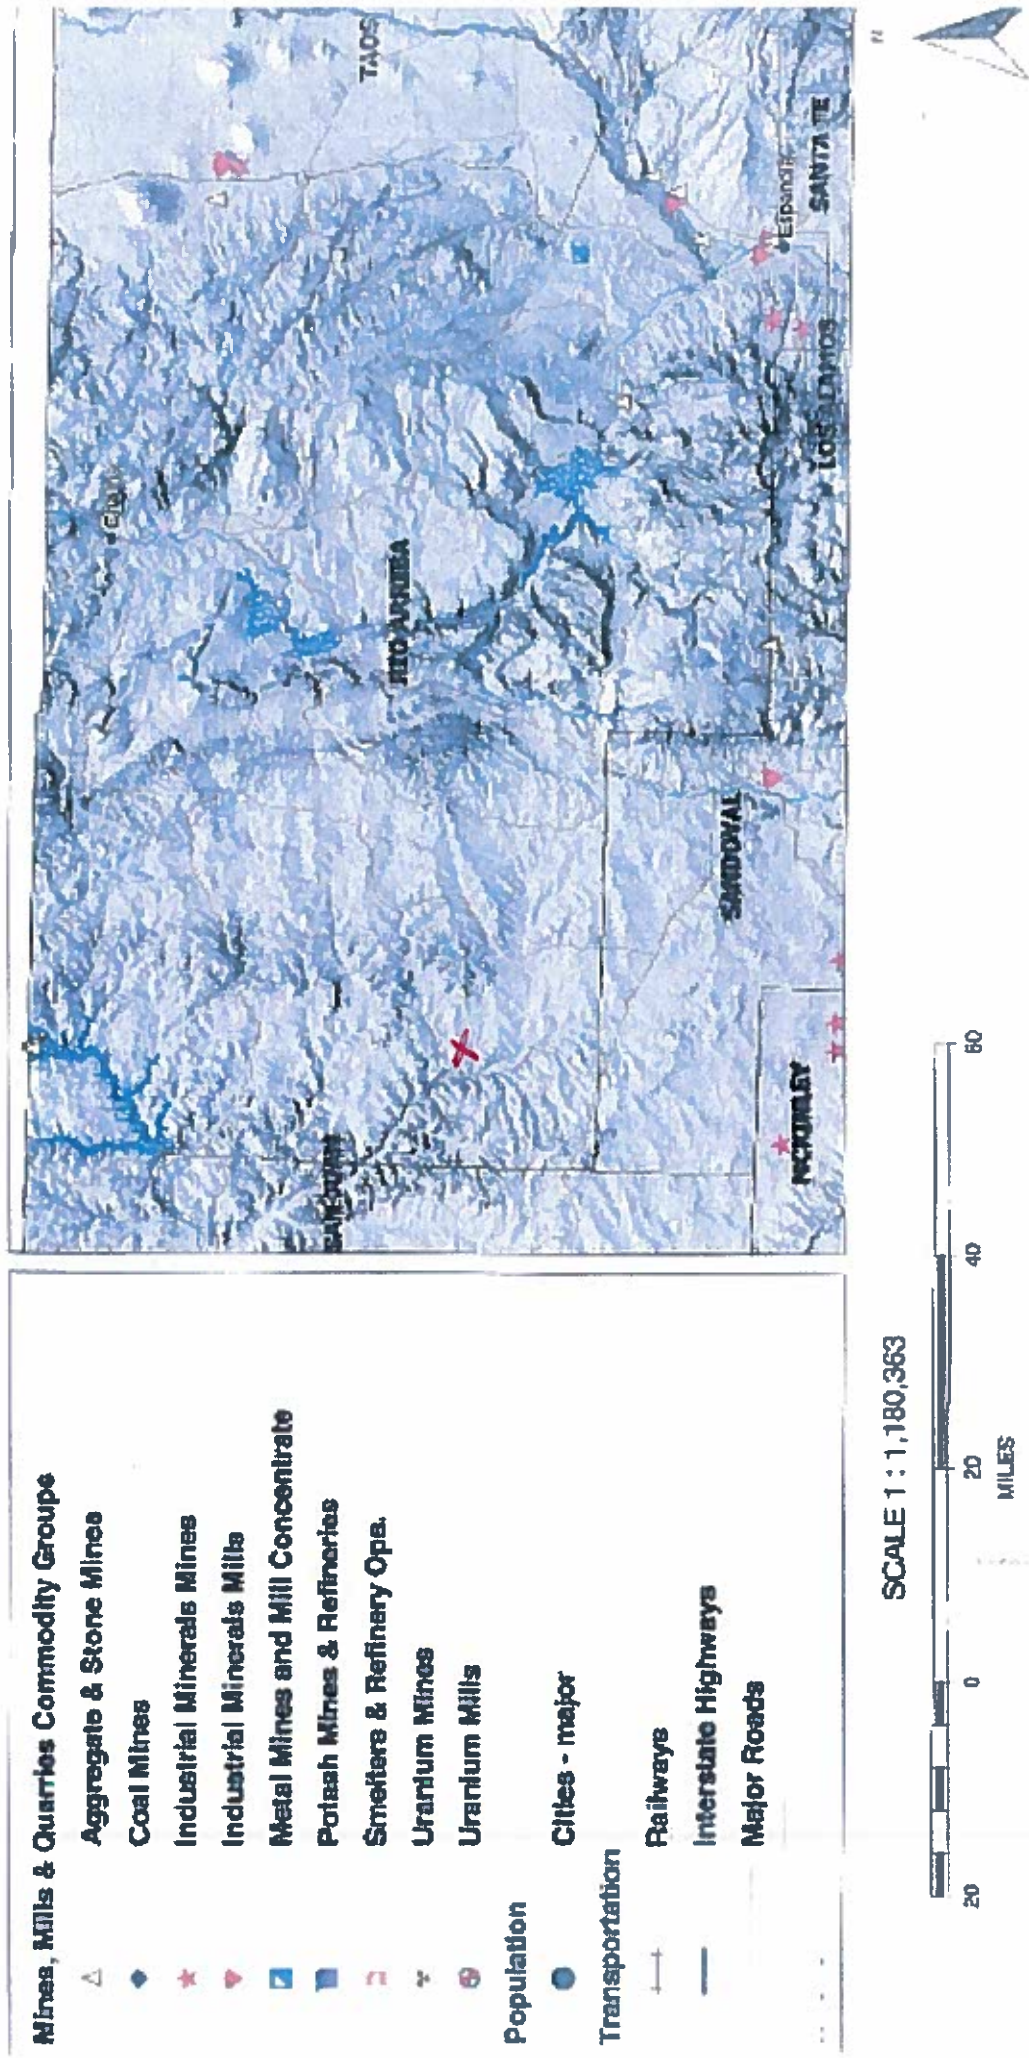 Mines, Mills & Quarries Commodity Groups
Aggregate & Stone Mines
Coal Mines
Industrial Minerals Mines
Industrial Minerals Mills
Metal Mines and Mill Concentrate
Potash Mines & Refineries
Smelters & Refinery Ops.
Uranium Mines
Uranium Mills
Population
Cities - major
Transportation
Railways
Interstate Highways
Major Roads
TAOS
RIO ARRIBA
SANDOVAL
MCKINLEY
LOS ALAMOS
Espanola
SANTA FE
SCALE 1 : 1,180,363
20
0
20
40
60
MILES
N